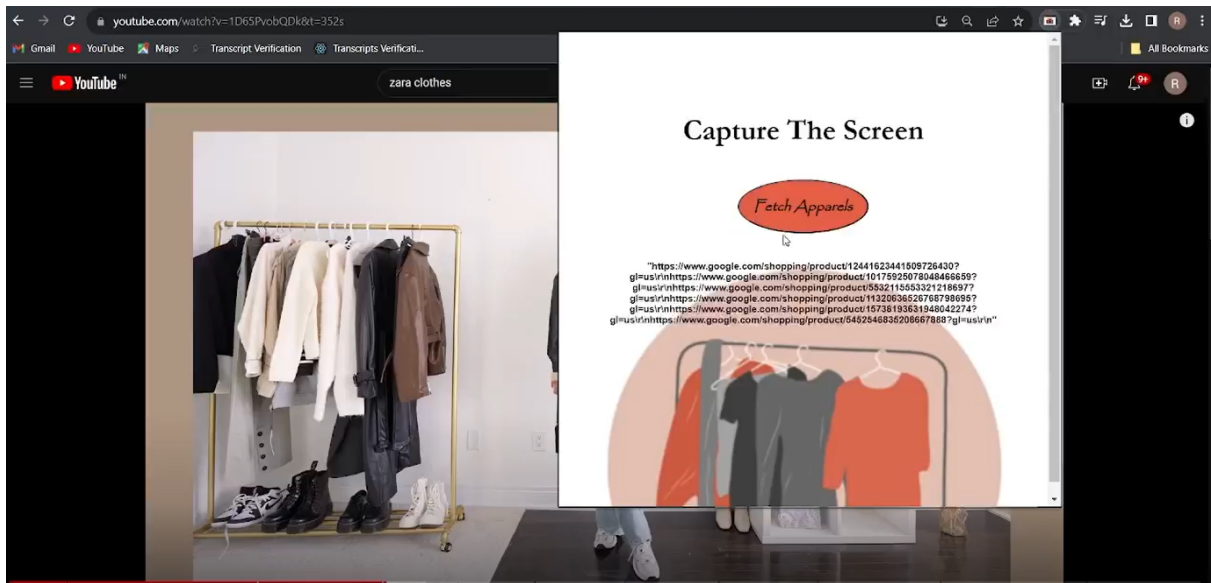 youtube.com/watch?v=1D65PvobQDk&t=352s
R
Gmail YouTube Maps Transcript Verification Transcripts Verificati...
All Bookmarks
YouTube IN
zara clothes
9+
R
Capture The Screen
Fetch Apparels
"https://www.google.com/shopping/product/12441623441509726430?
gl=us\r\nhttps://www.google.com/shopping/product/10175925078048466659?
gl=us\r\nhttps://www.google.com/shopping/product/5532115553321218697?
gl=us\r\nhttps://www.google.com/shopping/product/11320636526768798695?
gl=us\r\nhttps://www.google.com/shopping/product/15738193631948042274?
gl=us\r\nhttps://www.google.com/shopping/product/5452546835208667888?gl=us\r\n"